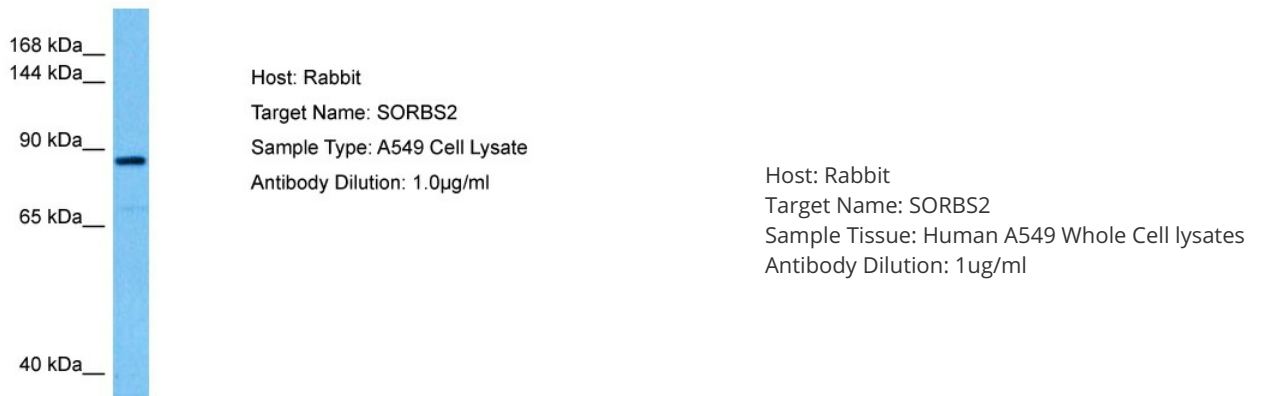 168 kDa__
144 kDa__
90 kDa__
65 kDa__
40 kDa__
Host: Rabbit
Target Name: SORBS2
Sample Type: A549 Cell Lysate
Antibody Dilution: 1.0µg/ml
Host: Rabbit
Target Name: SORBS2
Sample Tissue: Human A549 Whole Cell lysates
Antibody Dilution: 1ug/ml